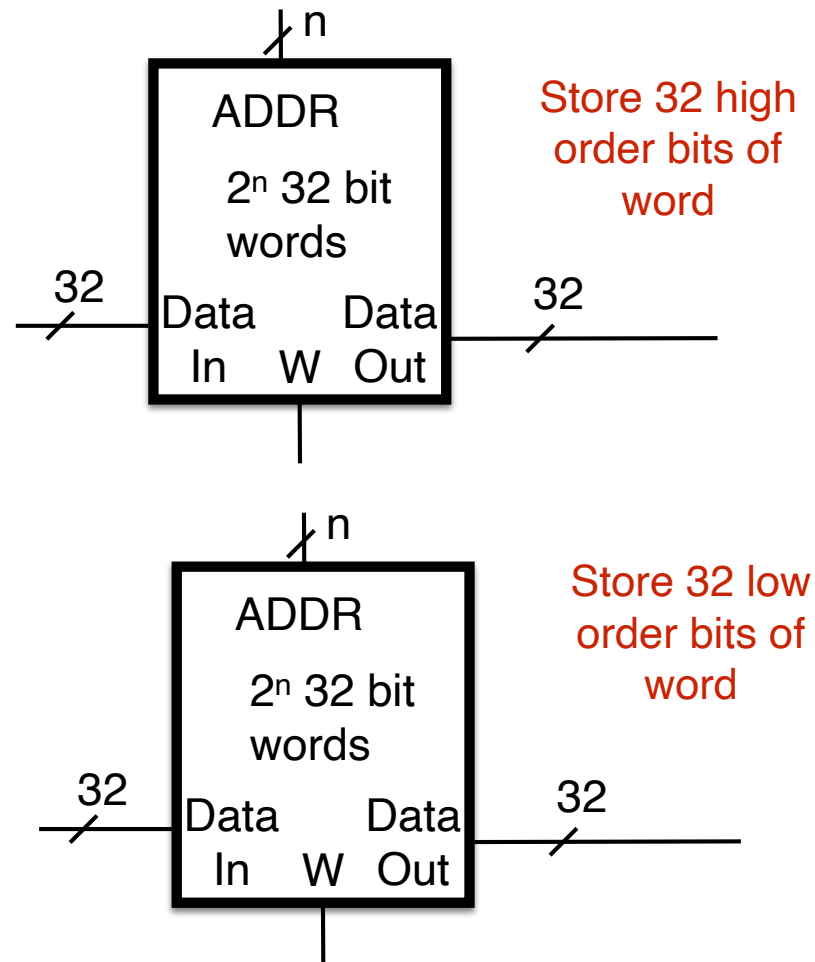 n
ADDR
2ⁿ 32 bit
words
32
Data Data
In W Out
32
Store 32 high
order bits of
word
n
ADDR
2ⁿ 32 bit
words
32
Data Data
In W Out
32
Store 32 low
order bits of
word